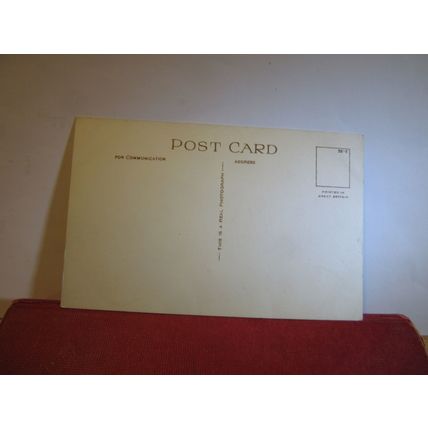 POST CARD
FOR COMMUNICATION
ADDRESS
THIS IS A REAL PHOTOGRAPH
PRINTED IN
GREAT BRITAIN